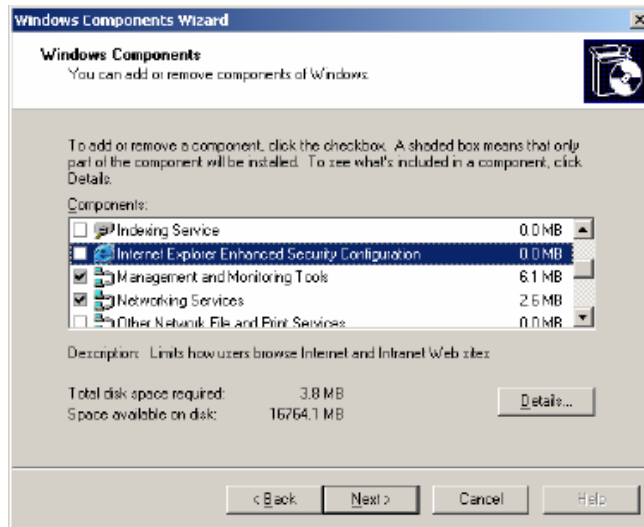 Windows Components Wizard
Windows Components
You can add or remove components of Windows.
To add or remove a component, click the checkbox. A shaded box means that only
part of the component will be installed. To see what's included in a component, click
Details.
Components:
Indexing Service 0.0 MB
Internet Explorer Enhanced Security Configuration 0.0 MB
Management and Monitoring Tools 6.1 MB
Networking Services 2.6 MB
Other Network File and Print Services 0.0 MB
Description: Limits how users browse Internet and Intranet Web sites
Total disk space required: 3.8 MB
Space available on disk: 16764.1 MB
Details...
< Back Next > Cancel Help